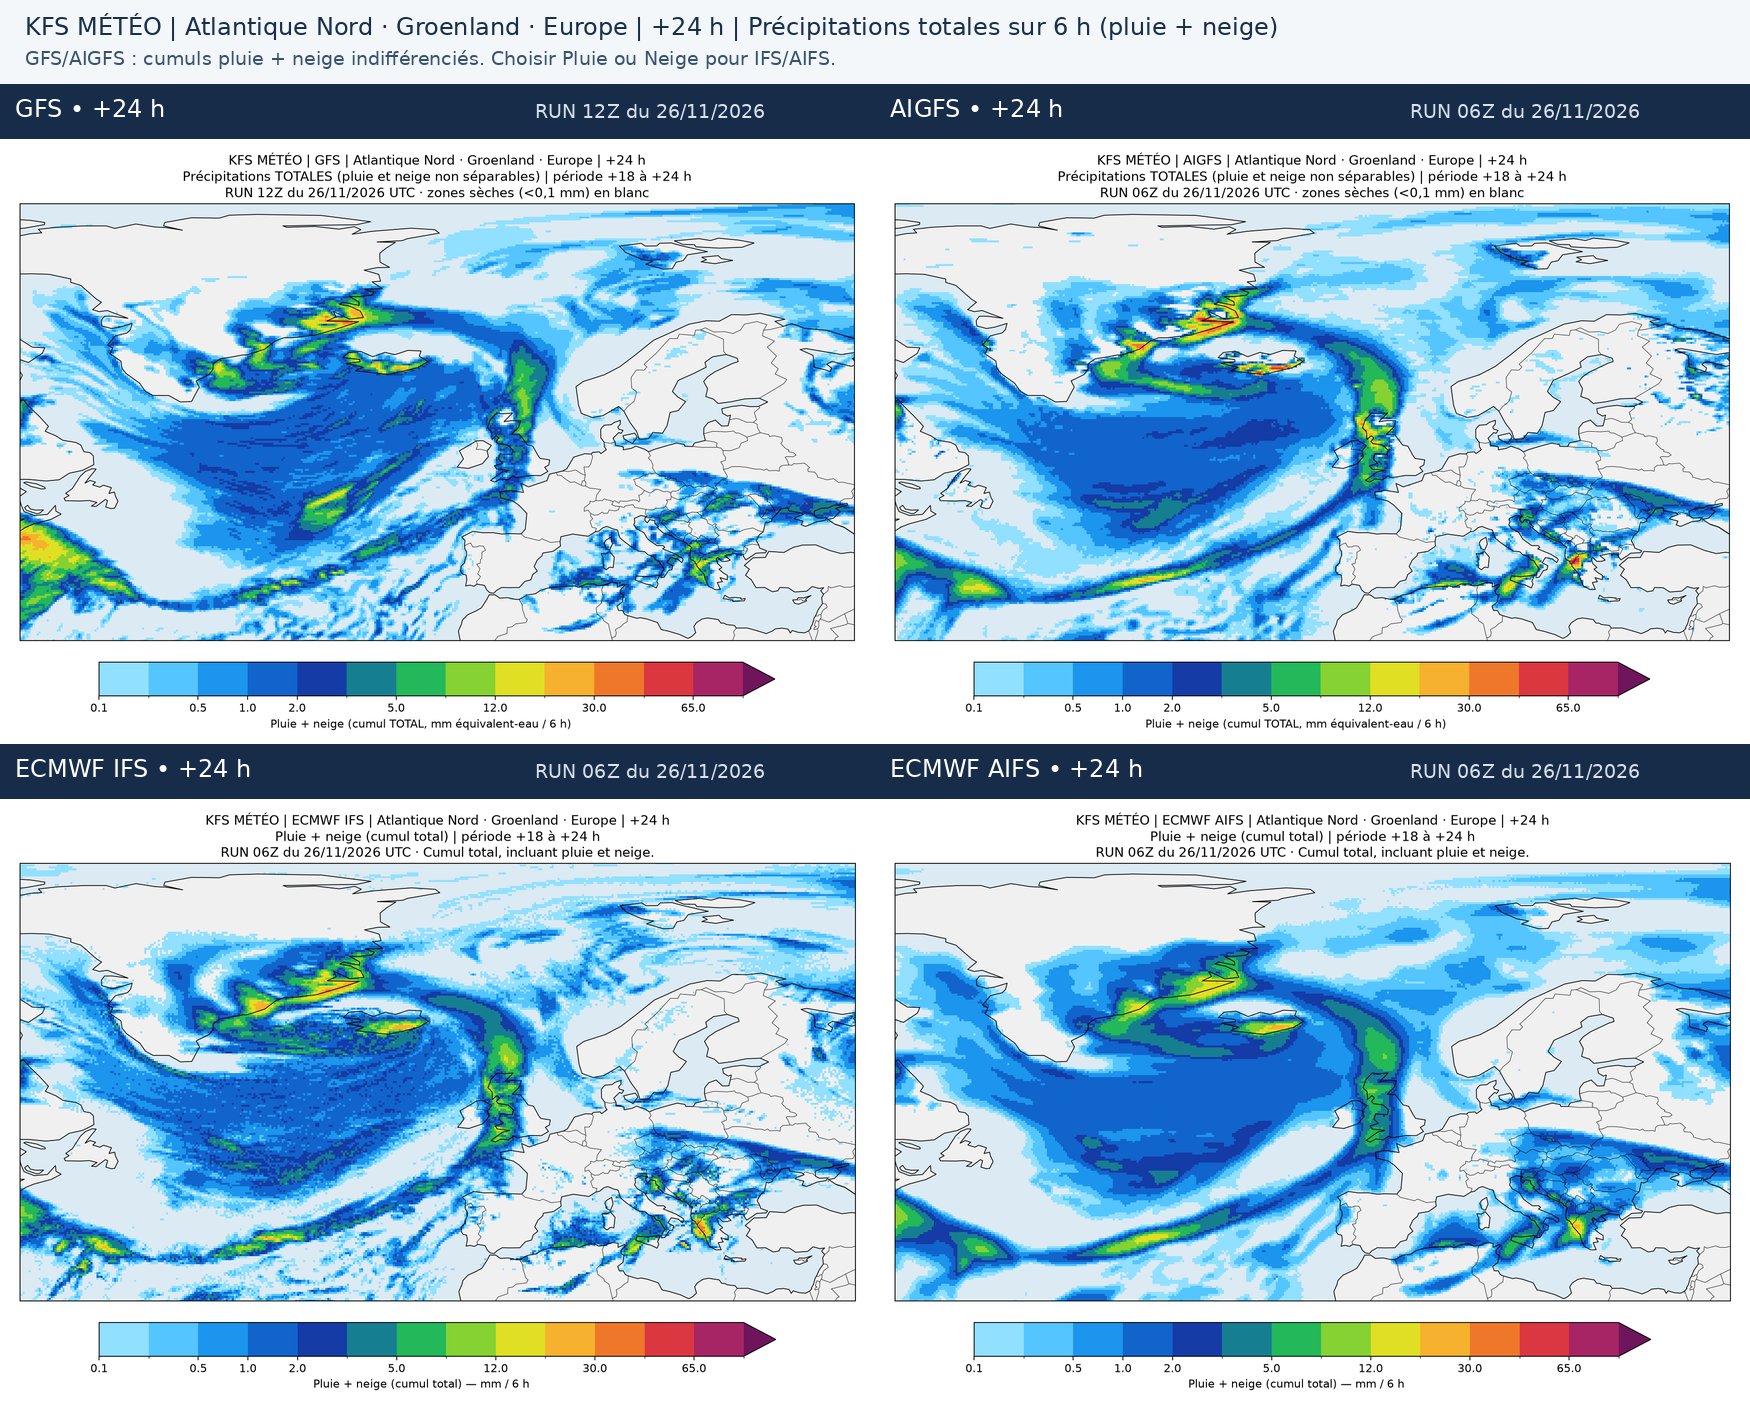 KFS MÉTÉO | Atlantique Nord · Groenland · Europe | +24 h | Précipitations totales sur 6 h (pluie + neige)
GFS/AIGFS : cumuls pluie + neige indifférenciés. Choisir Pluie ou Neige pour IFS/AIFS.
GFS • +24 h
RUN 12Z du 26/11/2026
AIGFS • +24 h
RUN 06Z du 26/11/2026
KFS MÉTÉO | GFS | Atlantique Nord · Groenland · Europe | +24 h
Précipitations TOTALES (pluie et neige non séparables) | période +18 à +24 h
RUN 12Z du 26/11/2026 UTC · zones sèches (<0,1 mm) en blanc
KFS MÉTÉO | AIGFS | Atlantique Nord · Groenland · Europe | +24 h
Précipitations TOTALES (pluie et neige non séparables) | période +18 à +24 h
RUN 06Z du 26/11/2026 UTC · zones sèches (<0,1 mm) en blanc
0.1 0.5 1.0 2.0 5.0 12.0 30.0 65.0
Pluie + neige (cumul TOTAL, mm équivalent-eau / 6 h)
0.1 0.5 1.0 2.0 5.0 12.0 30.0 65.0
Pluie + neige (cumul TOTAL, mm équivalent-eau / 6 h)
ECMWF IFS • +24 h
RUN 06Z du 26/11/2026
ECMWF AIFS • +24 h
RUN 06Z du 26/11/2026
KFS MÉTÉO | ECMWF IFS | Atlantique Nord · Groenland · Europe | +24 h
Pluie + neige (cumul total) | période +18 à +24 h
RUN 06Z du 26/11/2026 UTC · Cumul total, incluant pluie et neige.
KFS MÉTÉO | ECMWF AIFS | Atlantique Nord · Groenland · Europe | +24 h
Pluie + neige (cumul total) | période +18 à +24 h
RUN 06Z du 26/11/2026 UTC · Cumul total, incluant pluie et neige.
0.1 0.5 1.0 2.0 5.0 12.0 30.0 65.0
Pluie + neige (cumul total) — mm / 6 h
0.1 0.5 1.0 2.0 5.0 12.0 30.0 65.0
Pluie + neige (cumul total) — mm / 6 h